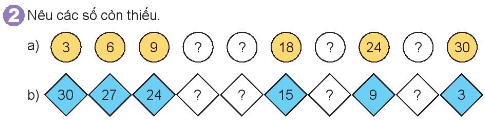 2 Nêu các số còn thiếu.
a) 3 6 9 ? ? 18 ? 24 ? 30
b) 30 27 24 ? ? 15 ? 9 ? 3